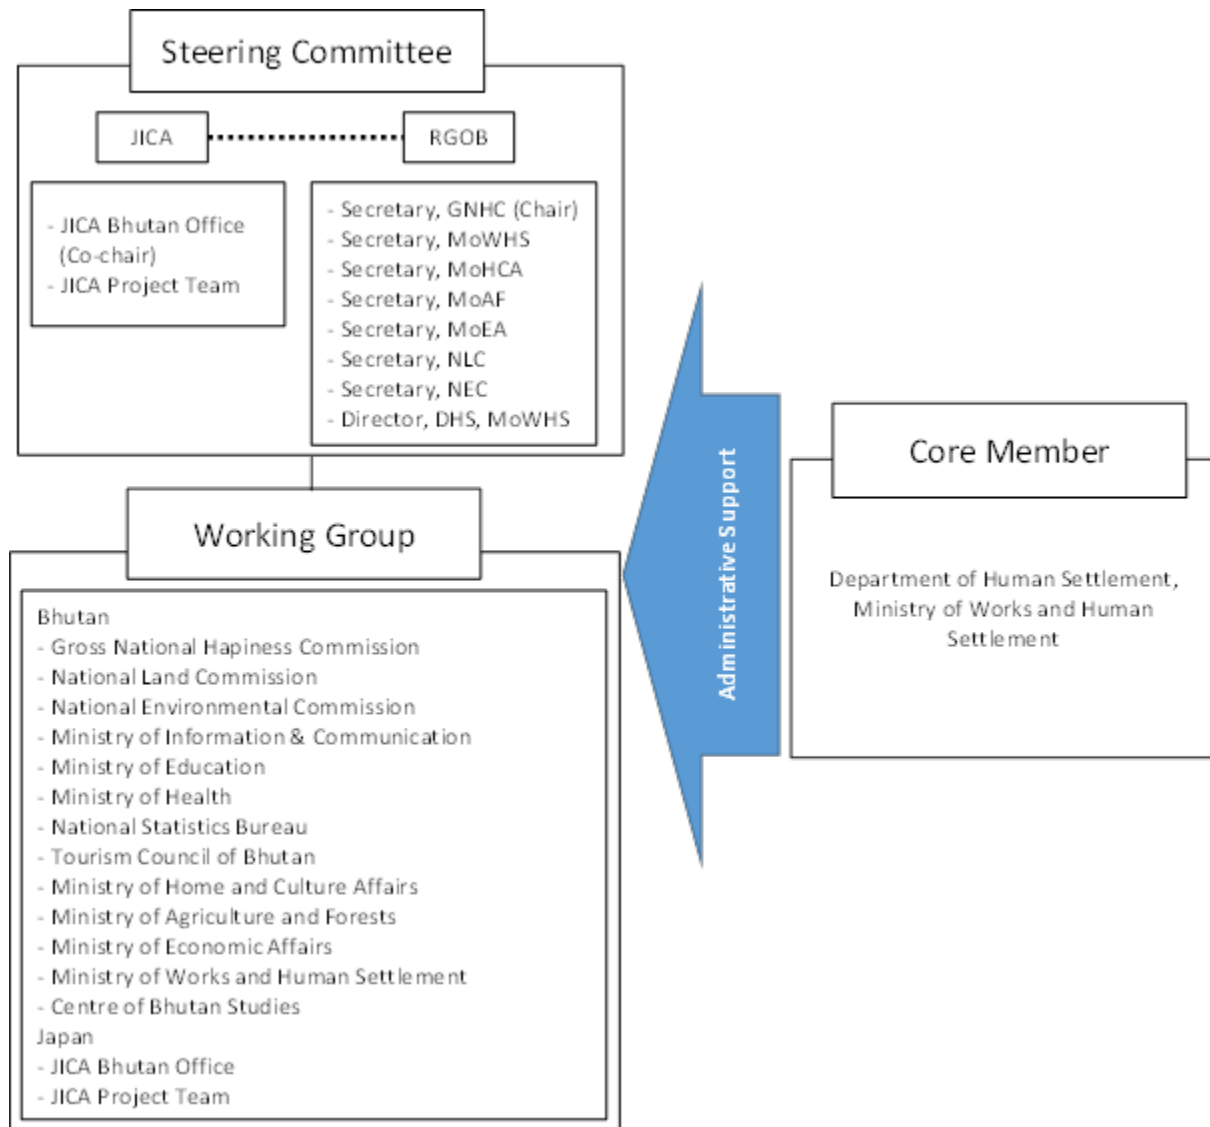 Steering Committee
JICA
RGOB
- JICA Bhutan Office
(Co-chair)
- JICA Project Team
- Secretary, GNHC (Chair)
- Secretary, MoWHS
- Secretary, MoHCA
- Secretary, MoAF
- Secretary, MoEA
- Secretary, NLC
- Secretary, NEC
- Director, DHS, MoWHS
Working Group
Bhutan
- Gross National Hapiness Commission
- National Land Commission
- National Environmental Commission
- Ministry of Information & Communication
- Ministry of Education
- Ministry of Health
- National Statistics Bureau
- Tourism Council of Bhutan
- Ministry of Home and Culture Affairs
- Ministry of Agriculture and Forests
- Ministry of Economic Affairs
- Ministry of Works and Human Settlement
- Centre of Bhutan Studies
Japan
- JICA Bhutan Office
- JICA Project Team
Administrative Support
Core Member
Department of Human Settlement,
Ministry of Works and Human
Settlement